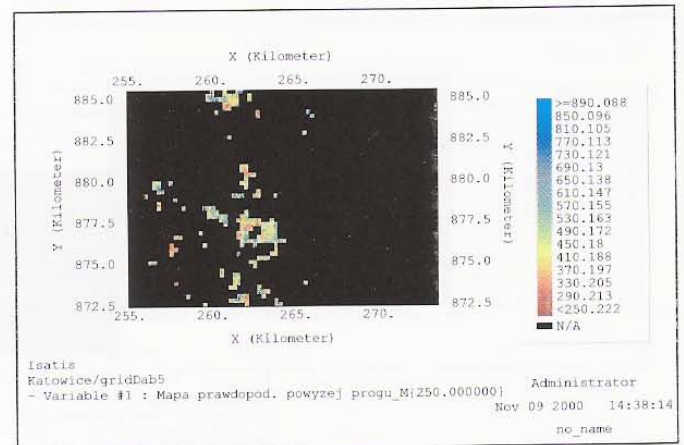 X (Kilometer)
255. 260. 265. 270.
885.0 885.0
882.5 882.5
880.0 880.0
877.5 877.5
875.0 875.0
872.5 872.5
Y (Kilometer)
Y (Kilometer)
255. 260. 265. 270.
X (Kilometer)
>=890.088
850.096
810.105
770.113
730.121
690.13
650.138
610.147
570.155
530.163
490.172
450.18
410.188
370.197
330.205
290.213
<250.222
N/A
Isatis
Katowice/gridDab5
- Variable #1 : Mapa prawdopod. powyzej progu_M{250.000000}
Administrator
Nov 09 2000 14:38:14
no_name